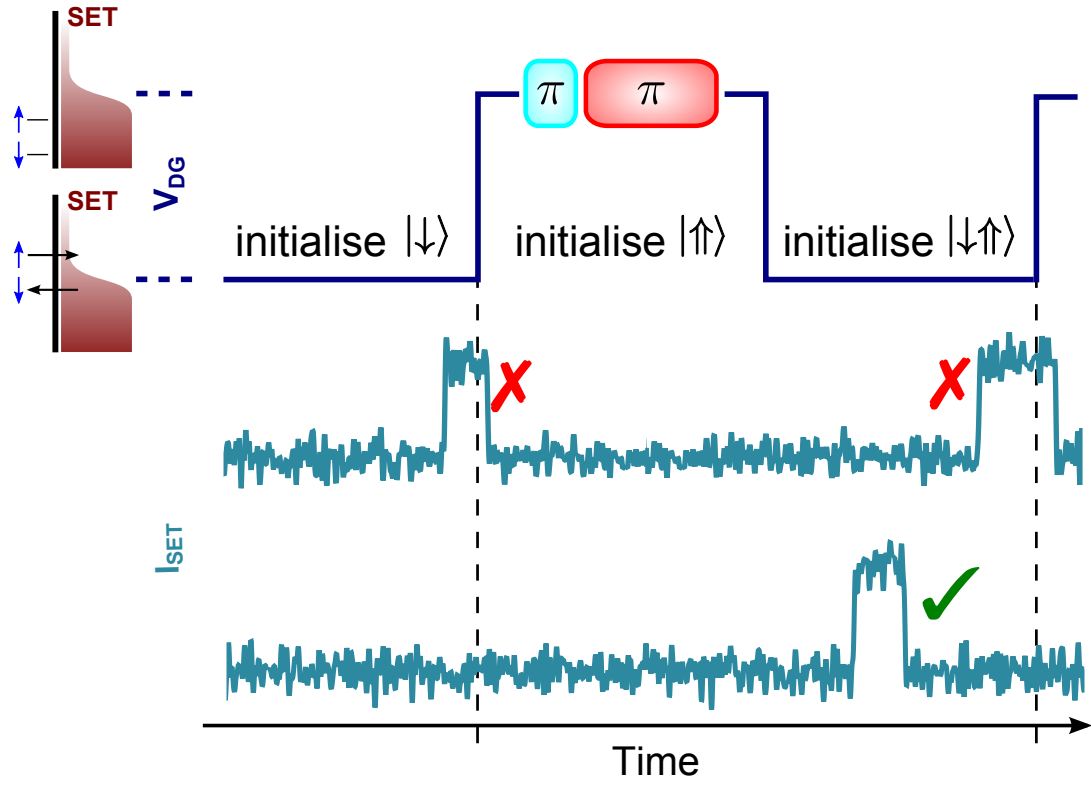 SET
SET
V_DG
π
π
initialise |↓⟩
initialise |⇑⟩
initialise |↓⇑⟩
✗
✗
I_SET
✓
Time